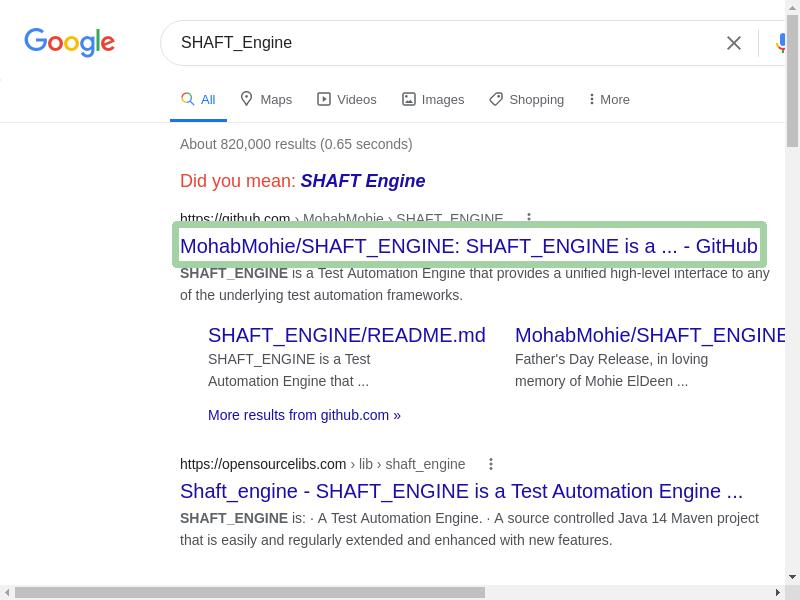 Google
SHAFT_Engine
All Maps Videos Images Shopping More
About 820,000 results (0.65 seconds)
Did you mean: SHAFT Engine
https://github.com › MohabMohie › SHAFT_ENGINE
MohabMohie/SHAFT_ENGINE: SHAFT_ENGINE is a ... - GitHub
SHAFT_ENGINE is a Test Automation Engine that provides a unified high-level interface to any
of the underlying test automation frameworks.
SHAFT_ENGINE/README.md
SHAFT_ENGINE is a Test
Automation Engine that ...
MohabMohie/SHAFT_ENGINE
Father's Day Release, in loving
memory of Mohie ElDeen ...
More results from github.com »
https://opensourcelibs.com › lib › shaft_engine
Shaft_engine - SHAFT_ENGINE is a Test Automation Engine ...
SHAFT_ENGINE is: · A Test Automation Engine. · A source controlled Java 14 Maven project
that is easily and regularly extended and enhanced with new features.